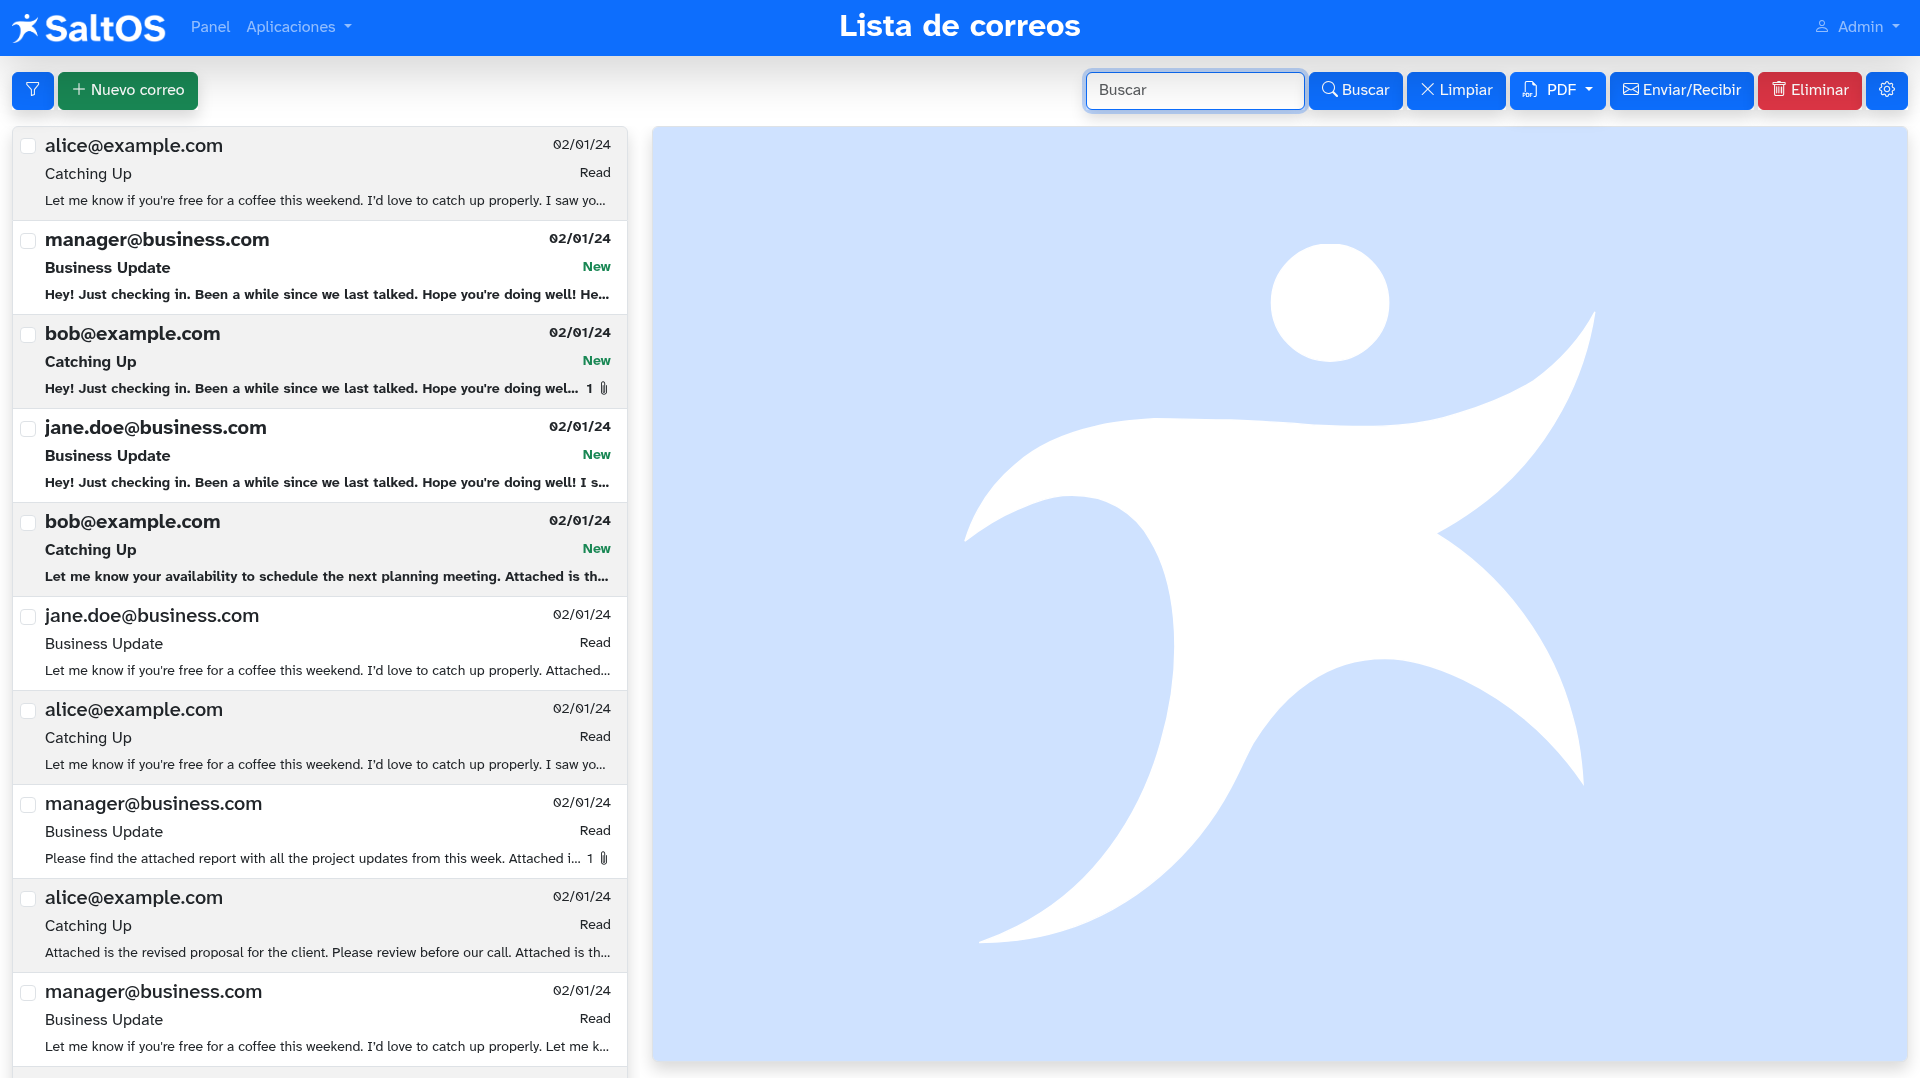 SaltOS Panel Aplicaciones Lista de correos Admin
Nuevo correo Buscar Buscar Limpiar PDF PDF Enviar/Recibir Eliminar
alice@example.com 02/01/24
Catching Up Read
Let me know if you're free for a coffee this weekend. I'd love to catch up properly. I saw yo...
manager@business.com 02/01/24
Business Update New
Hey! Just checking in. Been a while since we last talked. Hope you're doing well! He...
bob@example.com 02/01/24
Catching Up New
Hey! Just checking in. Been a while since we last talked. Hope you're doing wel... 1
jane.doe@business.com 02/01/24
Business Update New
Hey! Just checking in. Been a while since we last talked. Hope you're doing well! I s...
bob@example.com 02/01/24
Catching Up New
Let me know your availability to schedule the next planning meeting. Attached is th...
jane.doe@business.com 02/01/24
Business Update Read
Let me know if you're free for a coffee this weekend. I'd love to catch up properly. Attached...
alice@example.com 02/01/24
Catching Up Read
Let me know if you're free for a coffee this weekend. I'd love to catch up properly. I saw yo...
manager@business.com 02/01/24
Business Update Read
Please find the attached report with all the project updates from this week. Attached i... 1
alice@example.com 02/01/24
Catching Up Read
Attached is the revised proposal for the client. Please review before our call. Attached is th...
manager@business.com 02/01/24
Business Update Read
Let me know if you're free for a coffee this weekend. I'd love to catch up properly. Let me k...